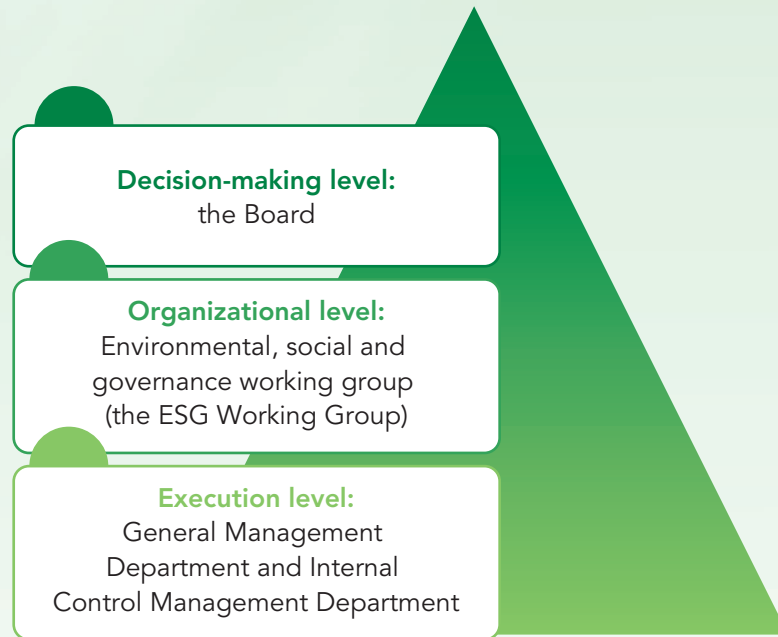 Decision-making level:
the Board
Organizational level:
Environmental, social and
governance working group
(the ESG Working Group)
Execution level:
General Management
Department and Internal
Control Management Department